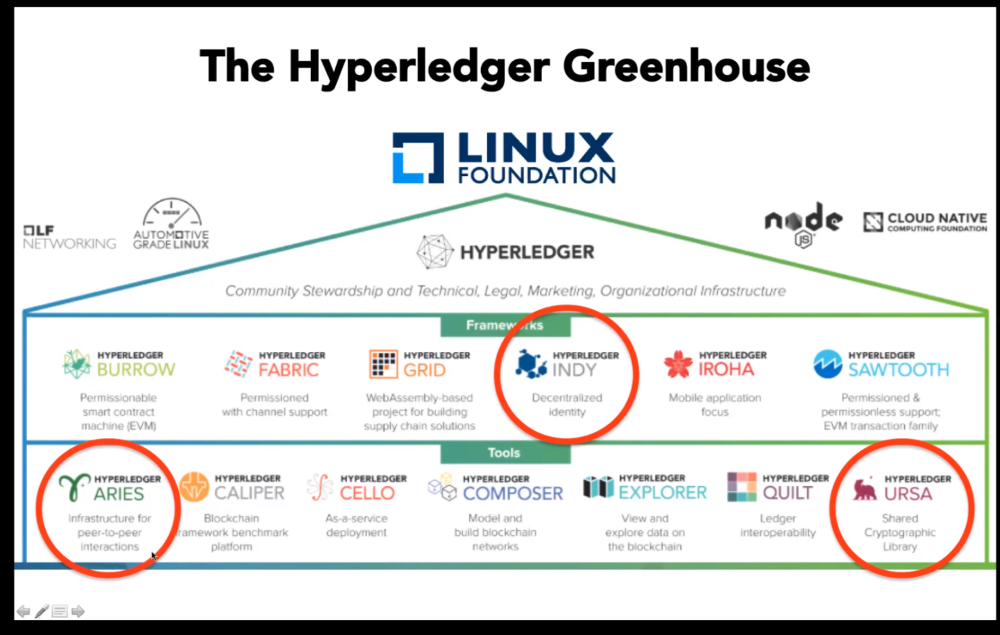 The Hyperledger Greenhouse
LINUX
FOUNDATION
LF
NETWORKING
AUTOMOTIVE
GRADE LINUX
node
JS
CLOUD NATIVE
COMPUTING FOUNDATION
HYPERLEDGER
Community Stewardship and Technical, Legal, Marketing, Organizational Infrastructure
Frameworks
HYPERLEDGER
BURROW
Permissionable
smart contract
machine (EVM)
HYPERLEDGER
FABRIC
Permissioned
with channel support
HYPERLEDGER
GRID
WebAssembly-based
project for building
supply chain solutions
HYPERLEDGER
INDY
Decentralized
identity
HYPERLEDGER
IROHA
Mobile application
focus
HYPERLEDGER
SAWTOOTH
Permissioned &
permissionless support;
EVM transaction family
Tools
HYPERLEDGER
ARIES
Infrastructure for
peer-to-peer
interactions
HYPERLEDGER
CALIPER
Blockchain
framework benchmark
platform
HYPERLEDGER
CELLO
As-a-service
deployment
HYPERLEDGER
COMPOSER
Model and
build blockchain
networks
HYPERLEDGER
EXPLORER
View and
explore data on
the blockchain
HYPERLEDGER
QUILT
Ledger
interoperability
HYPERLEDGER
URSA
Shared
Cryptographic
Library